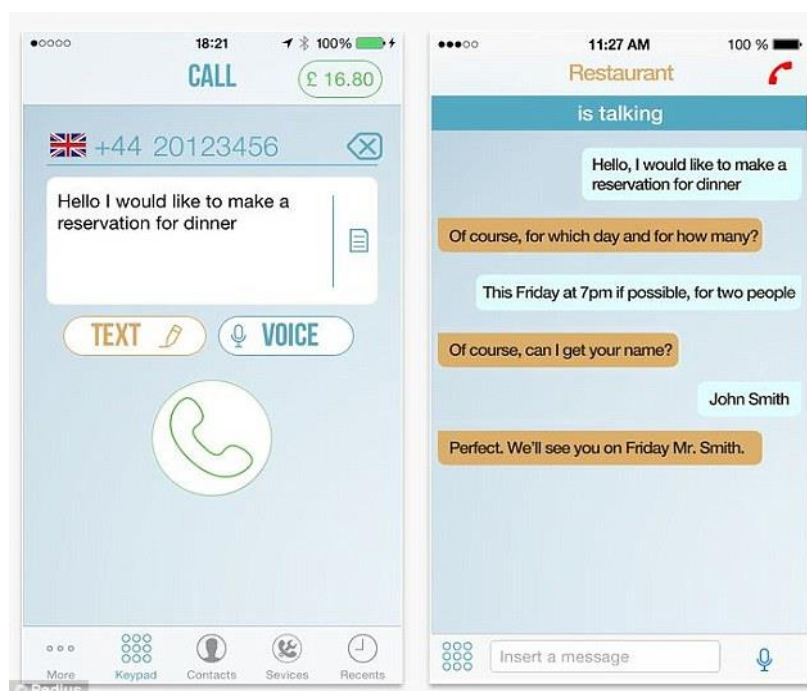 18:21
100%
CALL
£ 16.80
+44 20123456
Hello I would like to make a
reservation for dinner
TEXT
VOICE
More
Keypad
Contacts
Sevices
Recents
© Pedius
11:27 AM
100 %
Restaurant
is talking
Hello, I would like to make a
reservation for dinner
Of course, for which day and for how many?
This Friday at 7pm if possible, for two people
Of course, can I get your name?
John Smith
Perfect. We'll see you on Friday Mr. Smith.
Insert a message